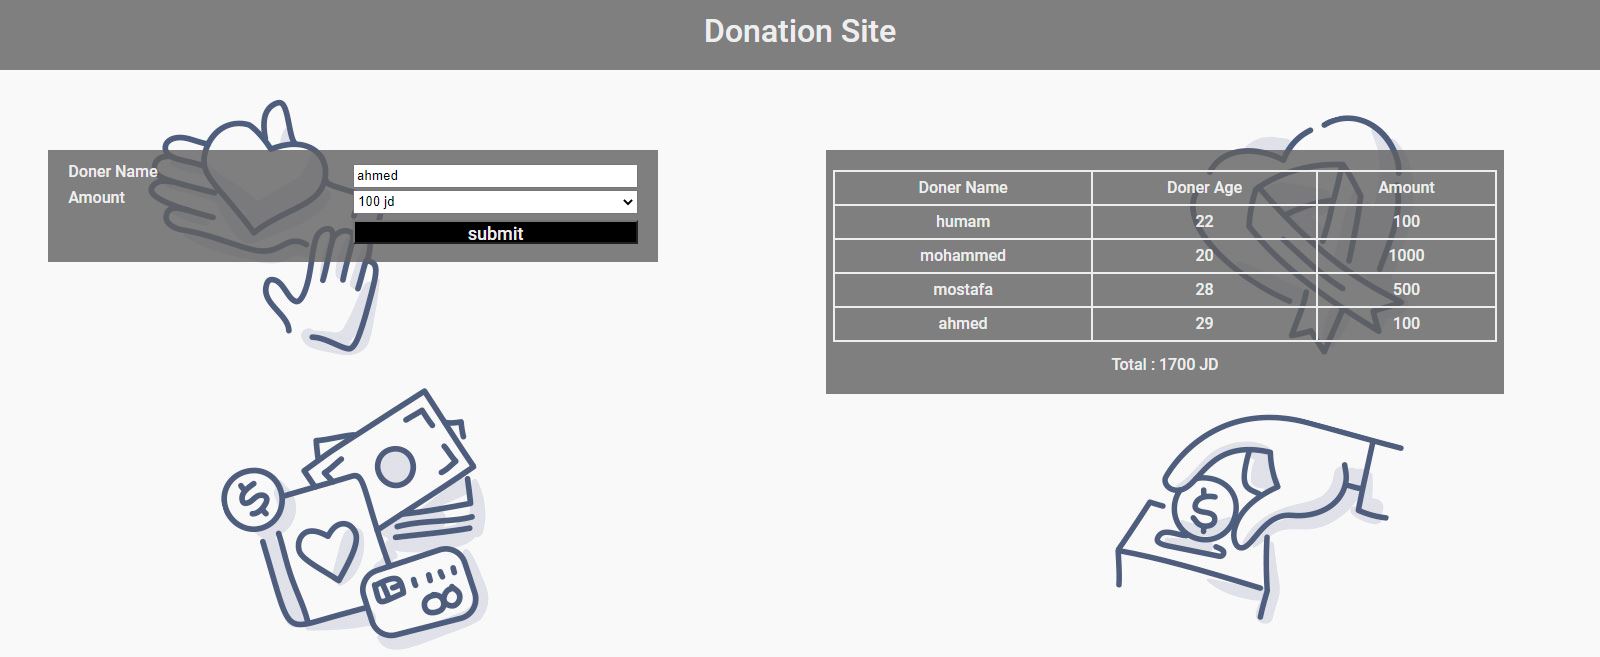 Donation Site
Doner Name
ahmed
Amount
100 jd
submit
Doner Name Doner Age Amount
humam 22 100
mohammed 20 1000
mostafa 28 500
ahmed 29 100
Total : 1700 JD